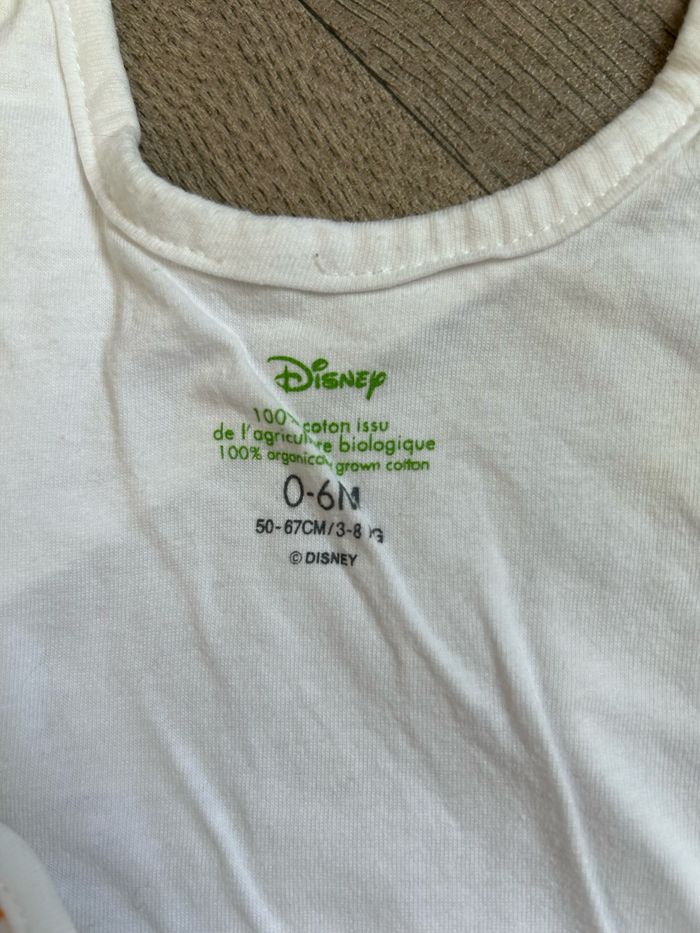 Disney
100% coton issu
de l'agriculture biologique
100% organically grown cotton
0-6M
50-67CM/3-8KG
© DISNEY